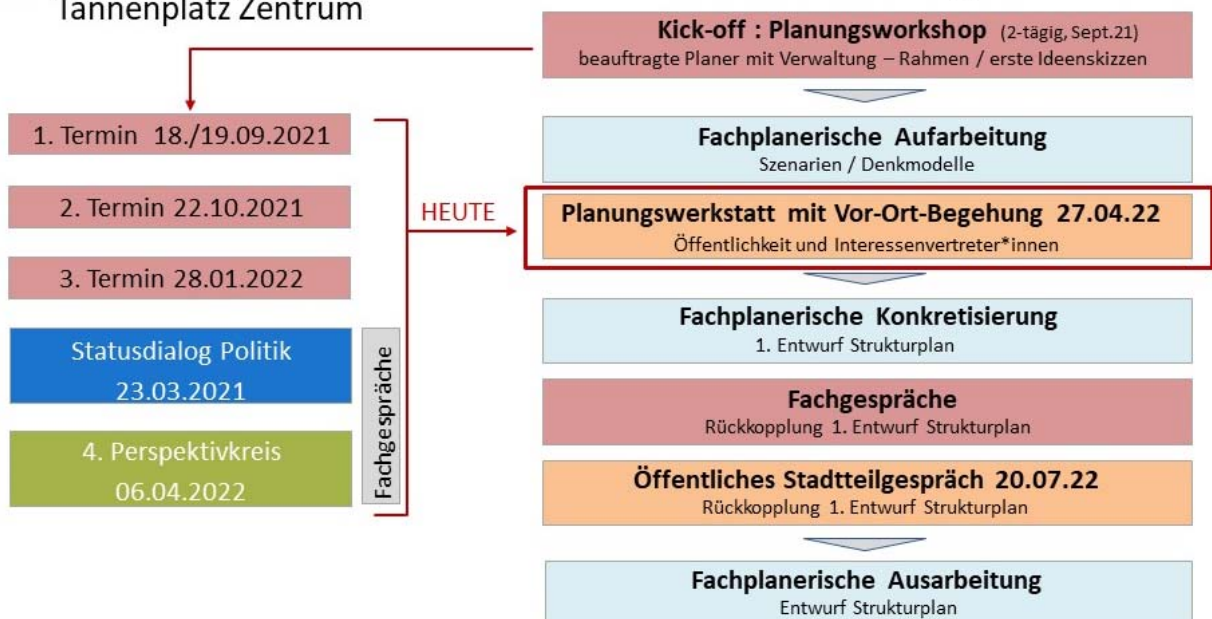 Tannenplatz Zentrum
1. Termin 18./19.09.2021
2. Termin 22.10.2021
3. Termin 28.01.2022
Statusdialog Politik
23.03.2021
4. Perspektivkreis
06.04.2022
Fachgespräche
HEUTE
Kick-off : Planungsworkshop (2-tägig, Sept.21)
beauftragte Planer mit Verwaltung – Rahmen / erste Ideenskizzen
Fachplanerische Aufarbeitung
Szenarien / Denkmodelle
Planungswerkstatt mit Vor-Ort-Begehung 27.04.22
Öffentlichkeit und Interessenvertreter*innen
Fachplanerische Konkretisierung
1. Entwurf Strukturplan
Fachgespräche
Rückkopplung 1. Entwurf Strukturplan
Öffentliches Stadtteilgespräch 20.07.22
Rückkopplung 1. Entwurf Strukturplan
Fachplanerische Ausarbeitung
Entwurf Strukturplan